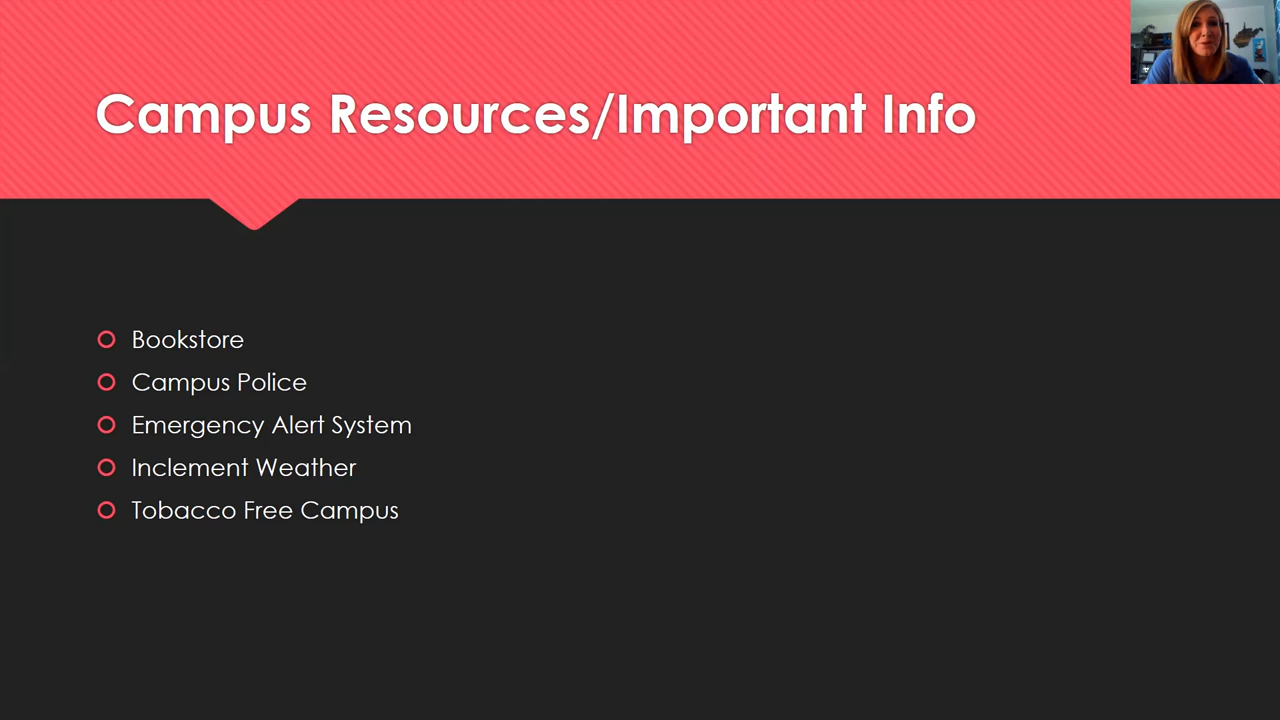 Campus Resources/Important Info
Bookstore
Campus Police
Emergency Alert System
Inclement Weather
Tobacco Free Campus